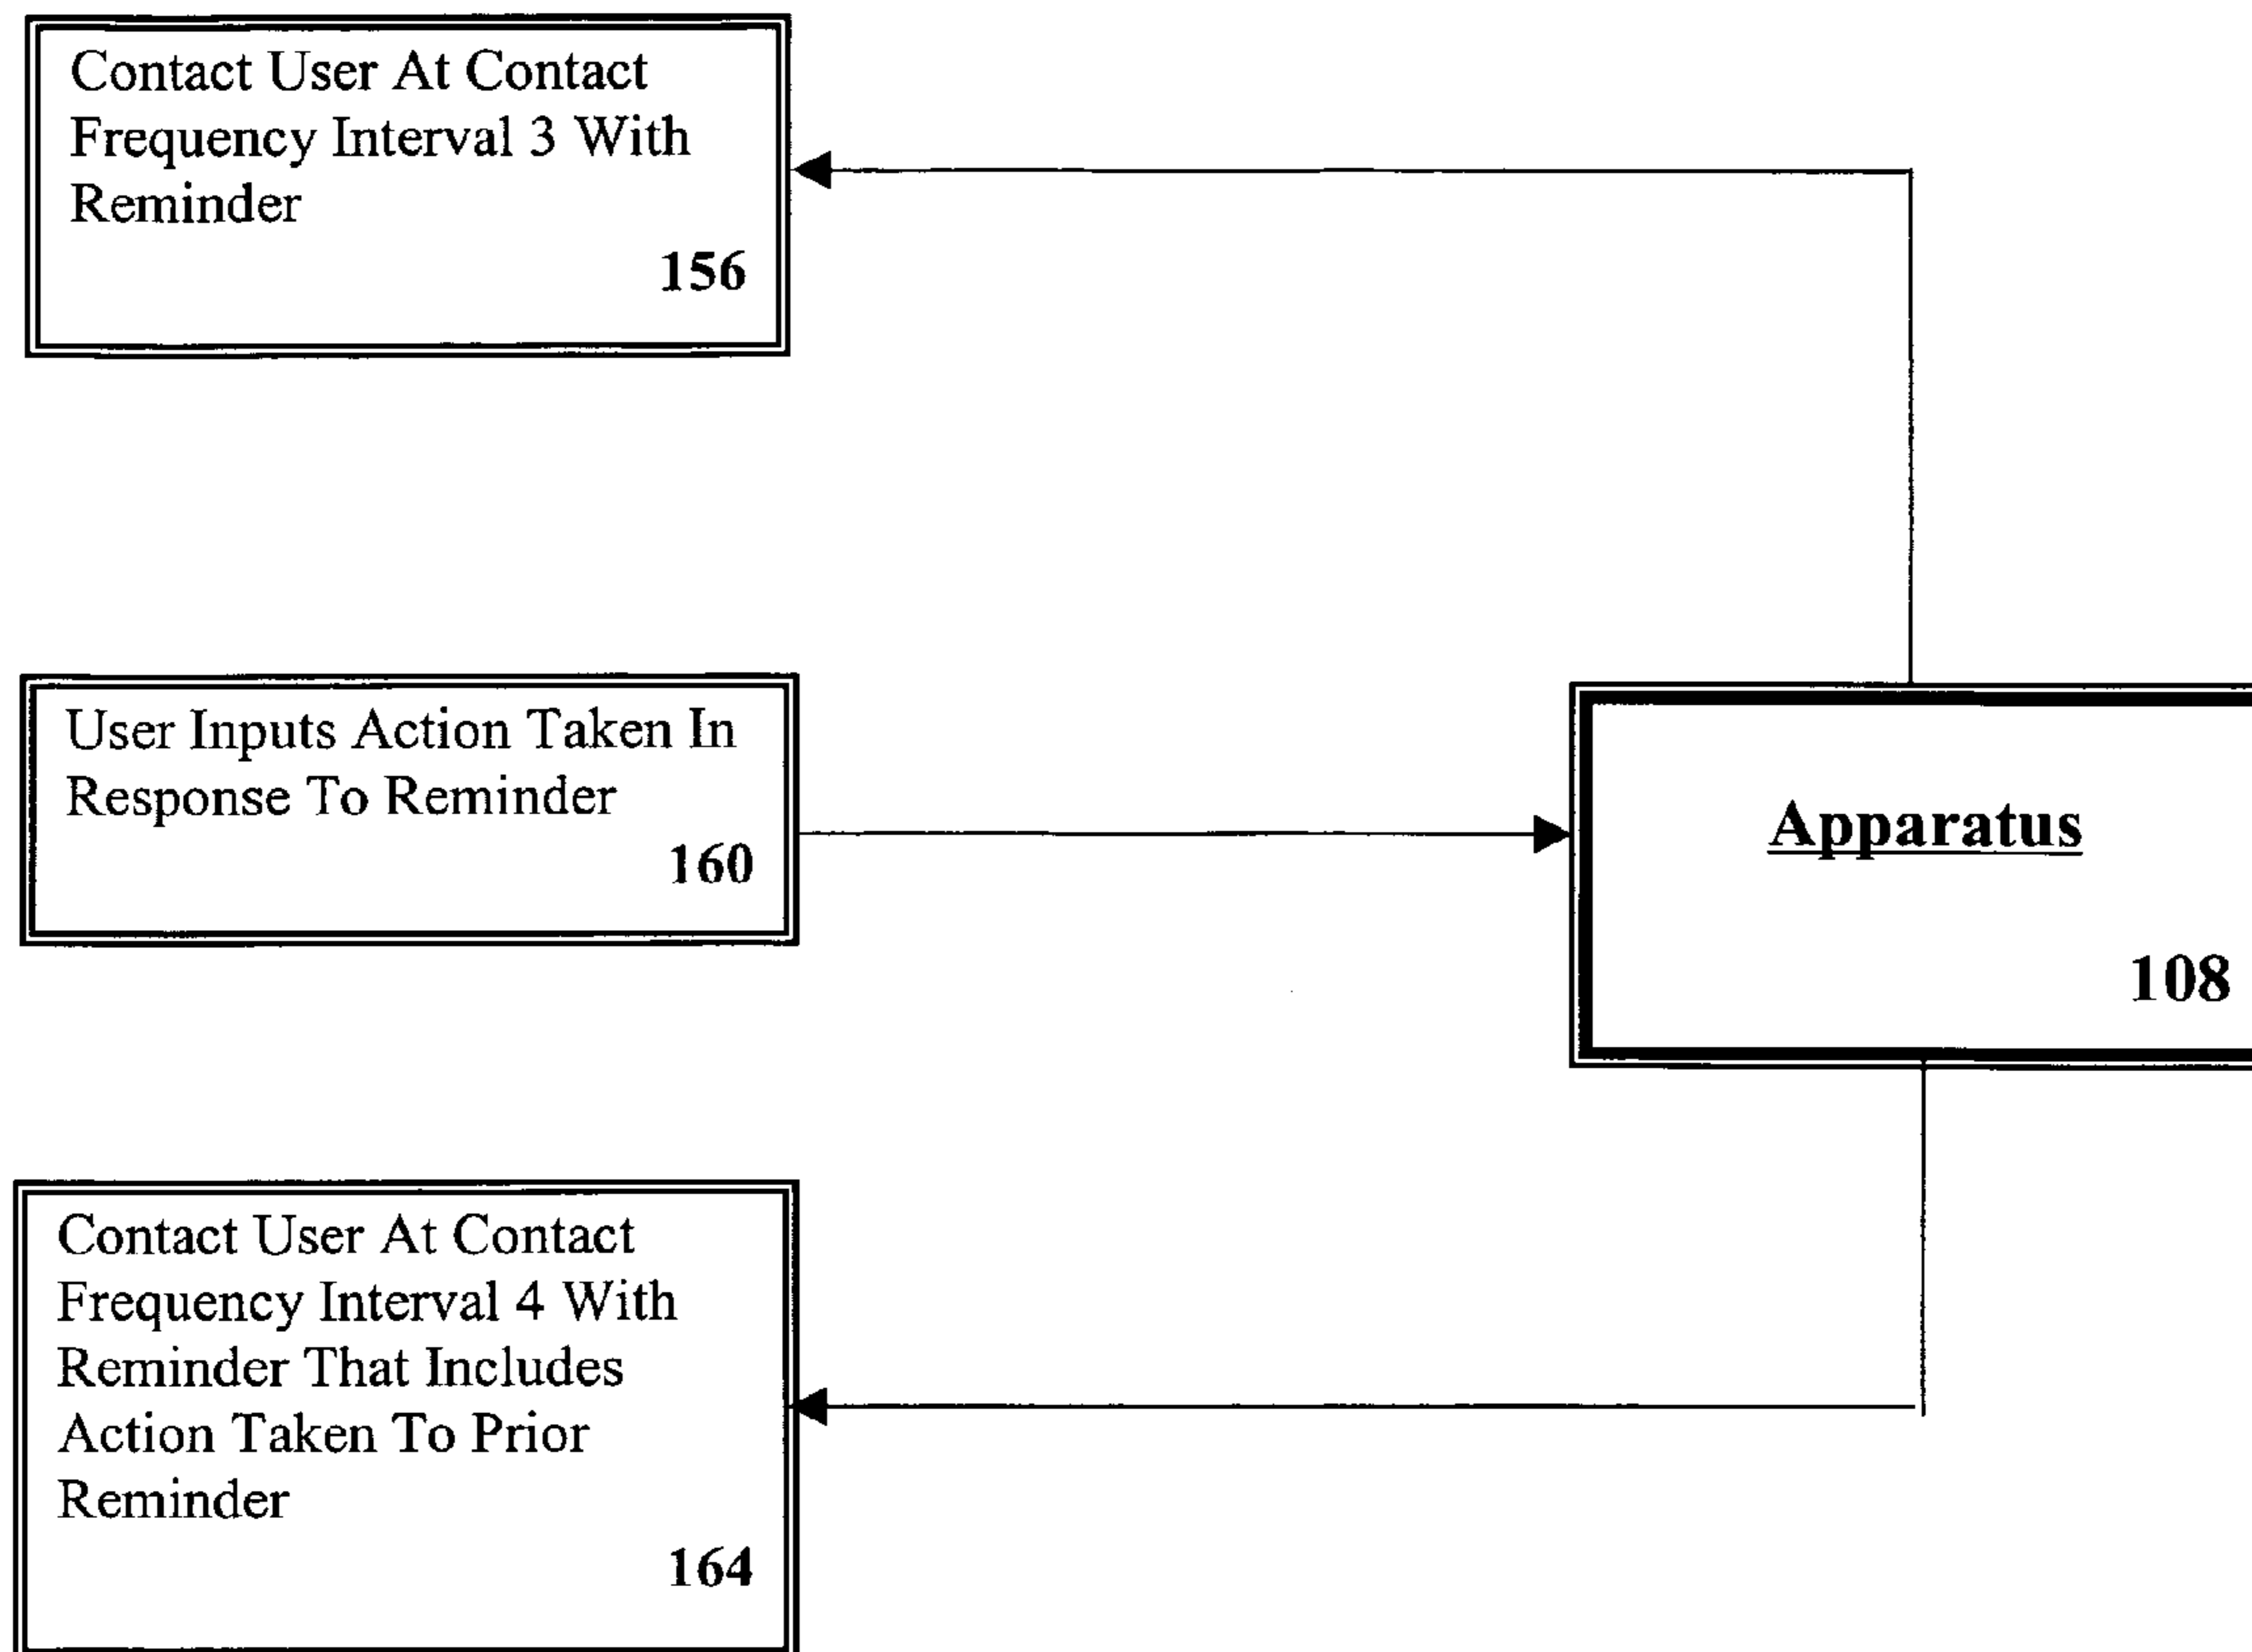 Contact User At Contact
Frequency Interval 3 With
Reminder
156
User Inputs Action Taken In
Response To Reminder
160
Apparatus
108
Contact User At Contact
Frequency Interval 4 With
Reminder That Includes
Action Taken To Prior
Reminder
164